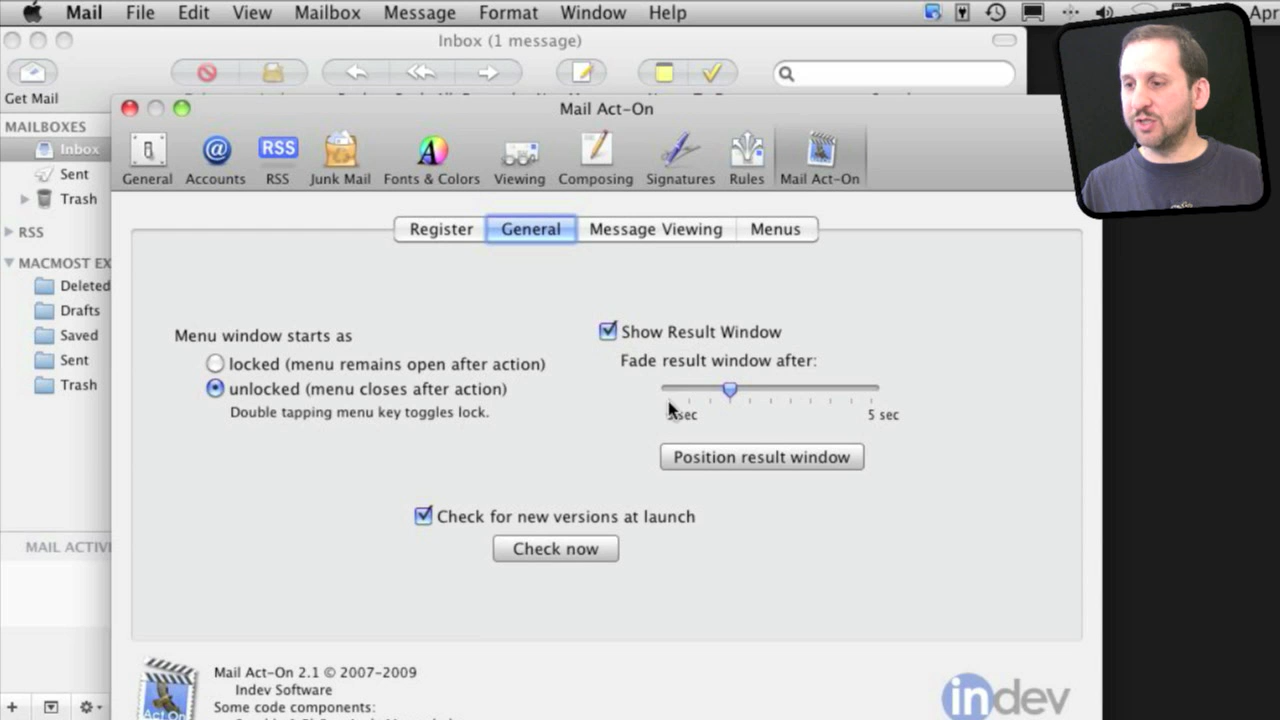 Mail File Edit View Mailbox Message Format Window Help Apr
Inbox (1 message)
Get Mail
Mail Act-On
MAILBOXES
Inbox
Sent
Trash
RSS
MACMOST EX
Deleted
Drafts
Saved
Sent
Trash
MAIL ACTIVI
General Accounts RSS Junk Mail Fonts & Colors Viewing Composing Signatures Rules Mail Act-On
RSS
Register General Message Viewing Menus
Menu window starts as
locked (menu remains open after action)
unlocked (menu closes after action)
Double tapping menu key toggles lock.
Show Result Window
Fade result window after:
sec 5 sec
Position result window
Check for new versions at launch
Check now
Act On
Mail Act-On 2.1 © 2007-2009
Indev Software
Some code components:
indev